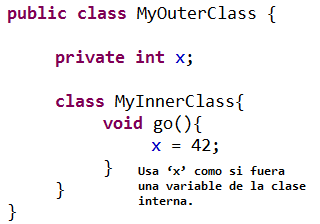 public class MyOuterClass {
private int x;
class MyInnerClass{
void go(){
x = 42;
}
Usa ‘x’ como si fuera
una variable de la clase
interna.
}
}